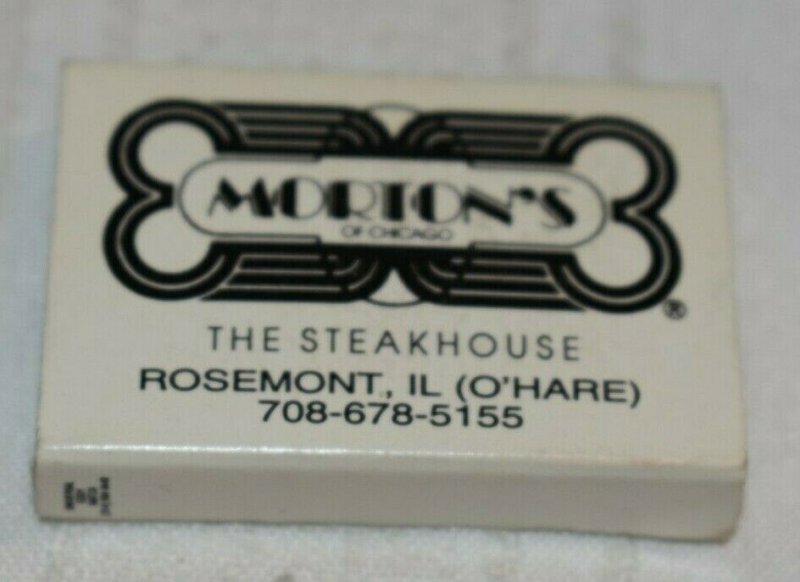 MORTON'S
OF CHICAGO
®
THE STEAKHOUSE
ROSEMONT, IL (O'HARE)
708-678-5155